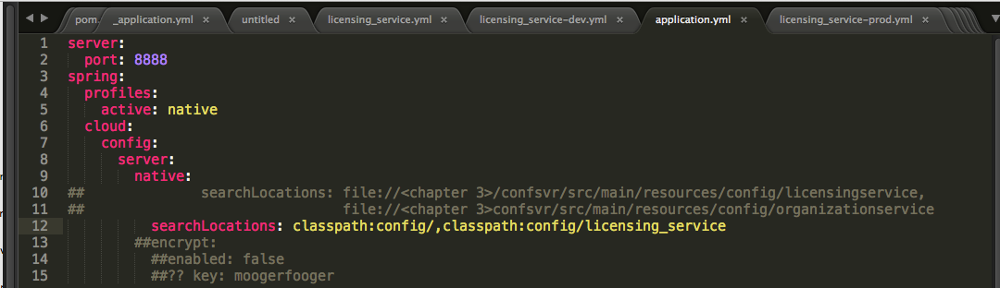 pom. _application.yml × untitled × licensing_service.yml × licensing_service-dev.yml × application.yml × licensing_service-prod.yml ×
1 server:
2   port: 8888
3 spring:
4   profiles:
5     active: native
6   cloud:
7     config:
8       server:
9         native:
10 ##              searchLocations: file://<chapter 3>/confsvr/src/main/resources/config/licensingservice,
11 ##                               file://<chapter 3>confsvr/src/main/resources/config/organizationservice
12           searchLocations: classpath:config/,classpath:config/licensing_service
13         ##encrypt:
14           ##enabled: false
15           ##?? key: moogerfooger